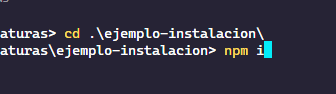 aturas> cd .\ejemplo-instalacion\
aturas\ejemplo-instalacion> npm i